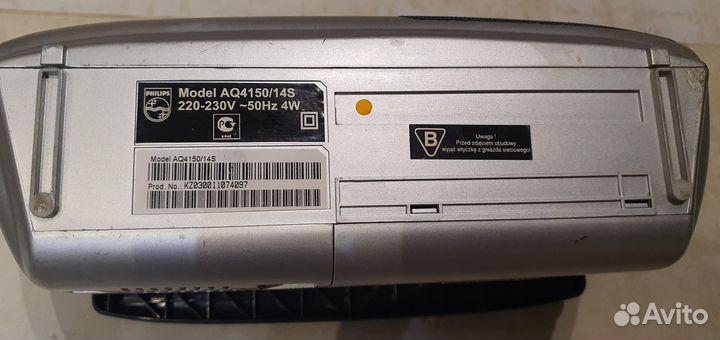 PHILIPS
Model AQ4150/14S
220-230V ~50Hz 4W
Model AQ4150/14S
Prod. No.: KZ030011074097
B
Uwaga !
Przed zdjęciem obudowy
wyjąć wtyczkę z gniazda sieciowego!
Avito